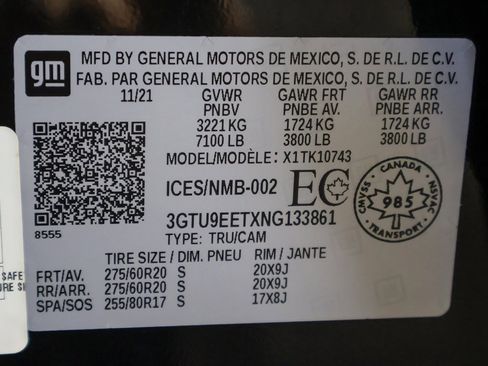 gm
MFD BY GENERAL MOTORS DE MEXICO, S. DE R.L. DE C.V.
FAB. PAR GENERAL MOTORS DE MEXICO, S. DE R.L. DE C.V.
11/21 GVWR GAWR FRT GAWR RR
PNBV PNBE AV. PNBE ARR.
3221 KG 1724 KG 1724 KG
7100 LB 3800 LB 3800 LB
MODEL/MODÈLE: X1TK10743
ICES/NMB-002 EC
CANADA
CMVSS 985 NSVAC
TRANSPORT
3GTU9EETXNG133861
8555
TYPE: TRU/CAM
TIRE SIZE / DIM. PNEU RIM / JANTE
FRT/AV. 275/60R20 S 20X9J
RR/ARR. 275/60R20 S 20X9J
SPA/SOS 255/80R17 S 17X8J